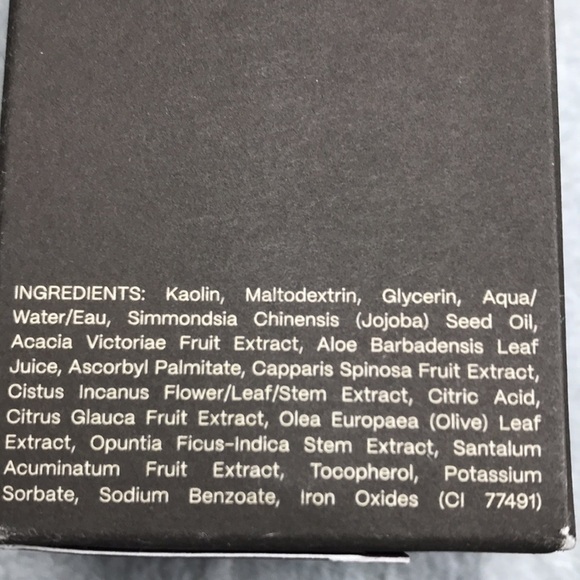 INGREDIENTS: Kaolin, Maltodextrin, Glycerin, Aqua/
Water/Eau, Simmondsia Chinensis (Jojoba) Seed Oil,
Acacia Victoriae Fruit Extract, Aloe Barbadensis Leaf
Juice, Ascorbyl Palmitate, Capparis Spinosa Fruit Extract,
Cistus Incanus Flower/Leaf/Stem Extract, Citric Acid,
Citrus Glauca Fruit Extract, Olea Europaea (Olive) Leaf
Extract, Opuntia Ficus-Indica Stem Extract, Santalum
Acuminatum Fruit Extract, Tocopherol, Potassium
Sorbate, Sodium Benzoate, Iron Oxides (CI 77491)